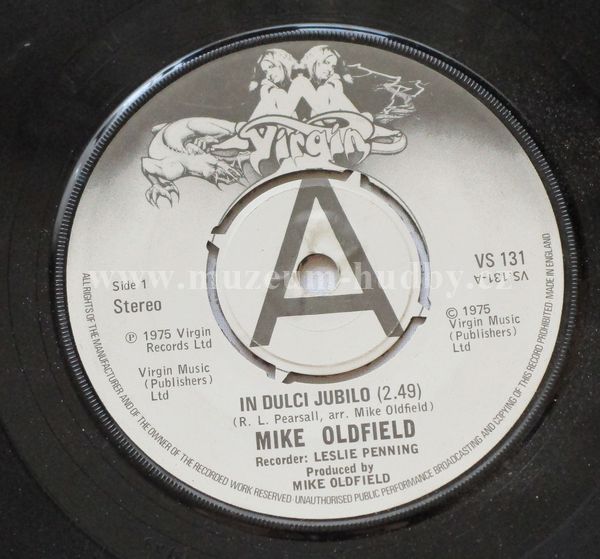 Virgin
A
VS 131
VS·131A
Side 1
Stereo
℗ 1975 Virgin
Records Ltd
Virgin Music
(Publishers)
Ltd
© 1975
Virgin Music
(Publishers)
Ltd
IN DULCI JUBILO (2.49)
(R. L. Pearsall, arr. Mike Oldfield)
MIKE OLDFIELD
Recorder: LESLIE PENNING
Produced by
MIKE OLDFIELD
ALL RIGHTS OF THE MANUFACTURER AND OF THE OWNER OF THE RECORDED WORK RESERVED UNAUTHORISED PUBLIC PERFORMANCE BROADCASTING AND COPYING OF THIS RECORD PROHIBITED MADE IN ENGLAND
www.muzeum-hudby.cz